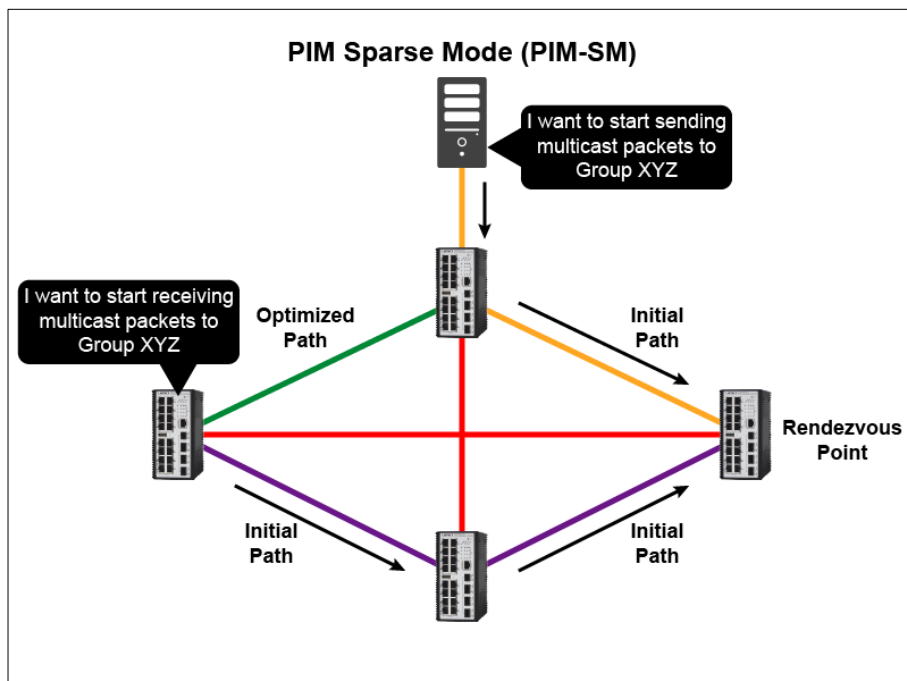 PIM Sparse Mode (PIM-SM)
I want to start sending
multicast packets to
Group XYZ
I want to start receiving
multicast packets to
Group XYZ
Optimized
Path
Initial
Path
Rendezvous
Point
Initial
Path
Initial
Path